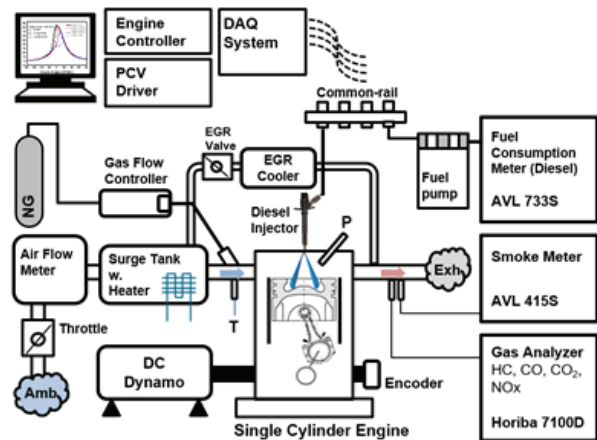 Engine
Controller
DAQ
System
PCV
Driver
Common-rail
EGR
Valve
EGR
Cooler
Gas Flow
Controller
Fuel
pump
Fuel
Consumption
Meter (Diesel)
AVL 733S
NG
Diesel
Injector
P
Air Flow
Meter
Surge Tank
w.
Heater
Exh
Smoke Meter
AVL 415S
Throttle
T
Amb.
DC
Dynamo
Encoder
Gas Analyzer
HC, CO, CO₂,
NOx
Horiba 7100D
Single Cylinder Engine